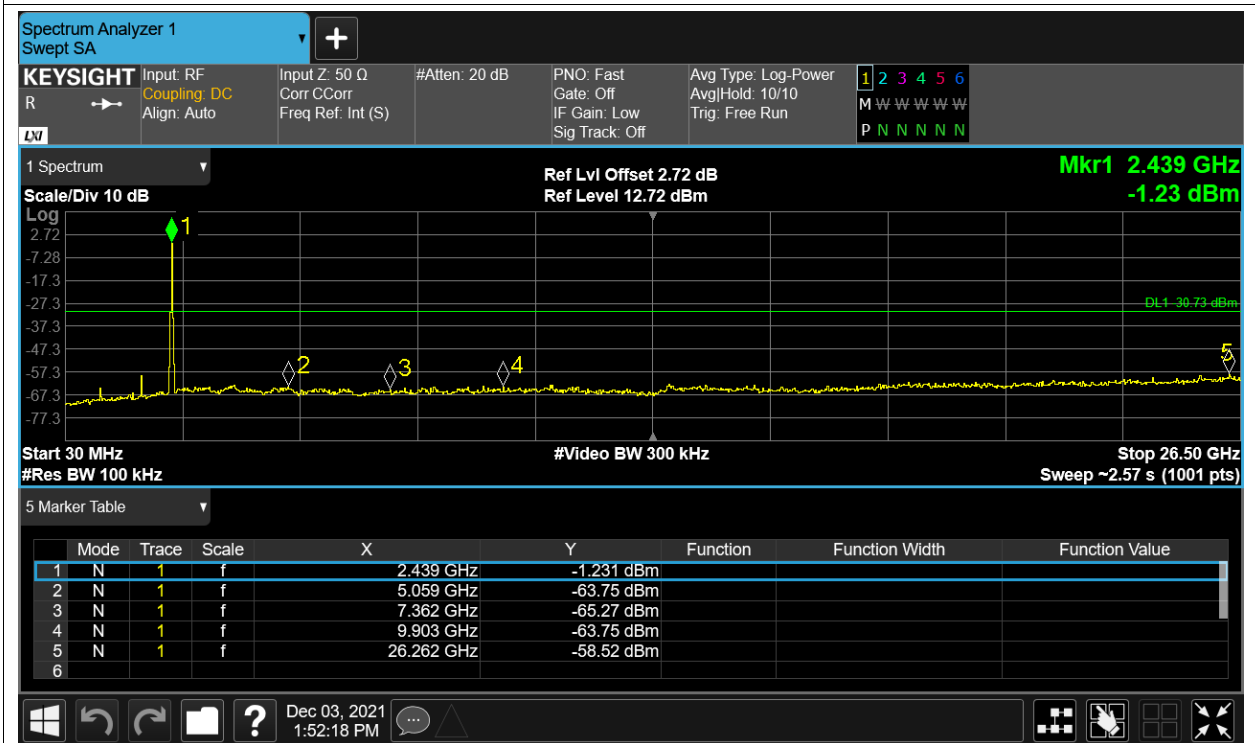 Spectrum Analyzer 1
Swept SA
KEYSIGHT
R
LXI
Input: RF
Coupling: DC
Align: Auto
Input Z: 50 Ω
Corr CCorr
Freq Ref: Int (S)
#Atten: 20 dB
PNO: Fast
Gate: Off
IF Gain: Low
Sig Track: Off
Avg Type: Log-Power
Avg|Hold: 10/10
Trig: Free Run
1 2 3 4 5 6
M W W W W W
P N N N N N
1 Spectrum
Scale/Div 10 dB
Ref Lvl Offset 2.72 dB
Ref Level 12.72 dBm
Mkr1 2.439 GHz
-1.23 dBm
Log
2.72
-7.28
-17.3
-27.3
-37.3
-47.3
-57.3
-67.3
-77.3
1
2
3
4
5
DL1 30.73 dBm
Start 30 MHz
#Video BW 300 kHz
Stop 26.50 GHz
#Res BW 100 kHz
Sweep ~2.57 s (1001 pts)
5 Marker Table
Mode Trace Scale X Y Function Function Width Function Value
1 N 1 f 2.439 GHz -1.231 dBm
2 N 1 f 5.059 GHz -63.75 dBm
3 N 1 f 7.362 GHz -65.27 dBm
4 N 1 f 9.903 GHz -63.75 dBm
5 N 1 f 26.262 GHz -58.52 dBm
6
?
Dec 03, 2021
1:52:18 PM